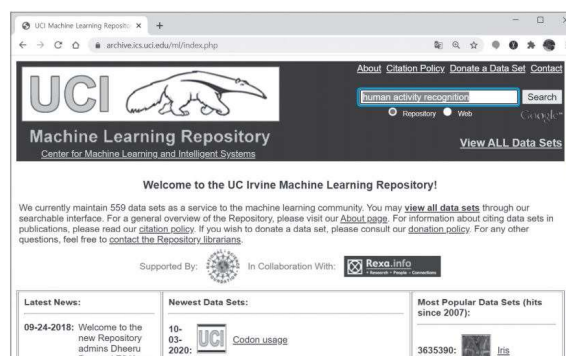 UCI Machine Learning Reposito
archive.ics.uci.edu/ml/index.php
About Citation Policy Donate a Data Set Contact
UCI
human activity recognition
Search
Repository Web
Google
Machine Learning Repository
Center for Machine Learning and Intelligent Systems
View ALL Data Sets
Welcome to the UC Irvine Machine Learning Repository!
We currently maintain 559 data sets as a service to the machine learning community. You may view all data sets through our
searchable interface. For a general overview of the Repository, please visit our About page. For information about citing data sets in
publications, please read our citation policy. If you wish to donate a data set, please consult our donation policy. For any other
questions, feel free to contact the Repository librarians.
Supported By:
In Collaboration With:
Rexa.info
Research People Connections
Latest News:
Newest Data Sets:
Most Popular Data Sets (hits
since 2007):
09-24-2018: Welcome to the
new Repository
admins Dheeru
10-
03-
2020:
UCI
Codon usage
3635390:
Iris